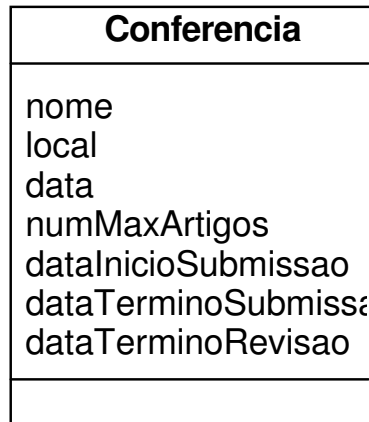 Conferencia
nome
local
data
numMaxArtigos
dataInicioSubmissao
dataTerminoSubmissa
dataTerminoRevisao